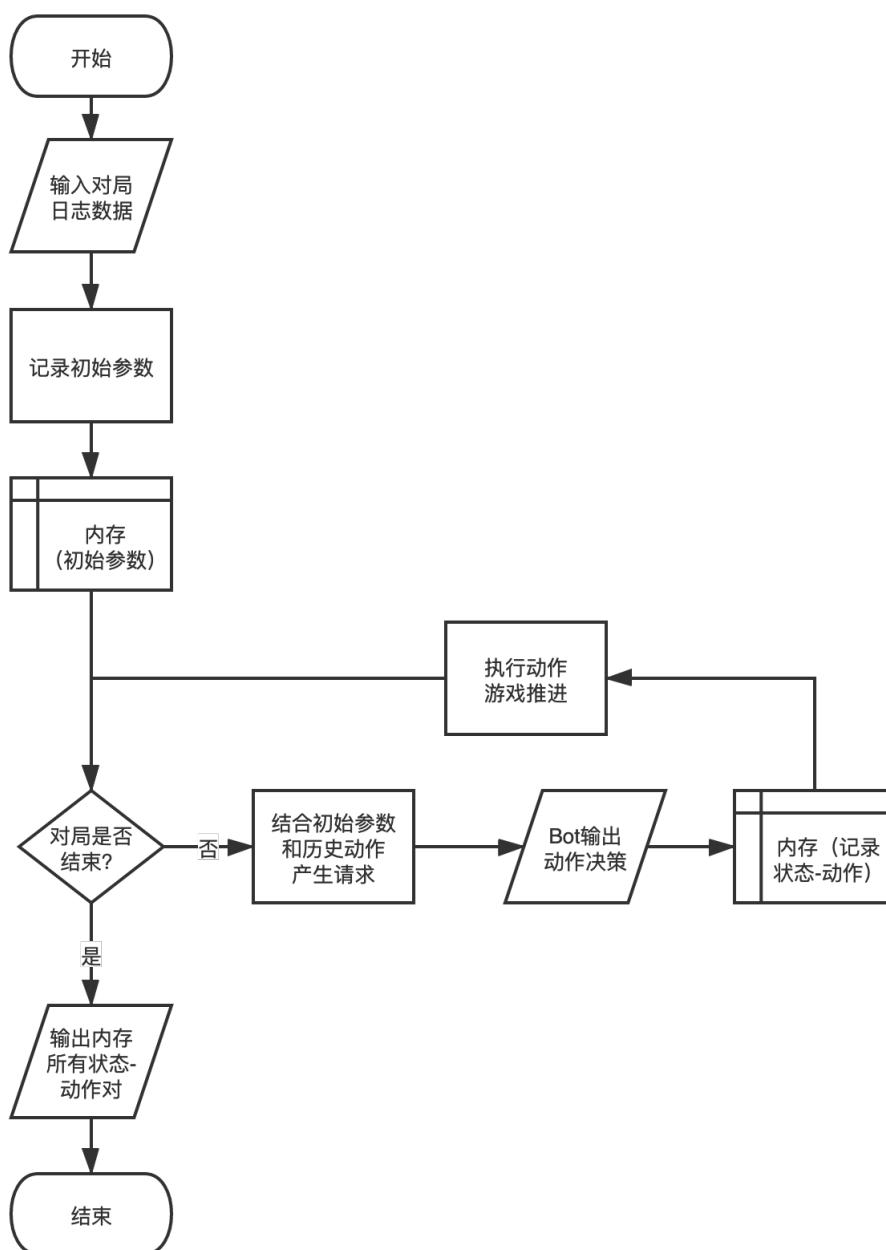 开始
输入对局
日志数据
记录初始参数
内存
（初始参数）
执行动作
游戏推进
对局是否
结束?
否
结合初始参数
和历史动作
产生请求
Bot输出
动作决策
内存（记录
状态-动作）
是
输出内存
所有状态-
动作对
结束